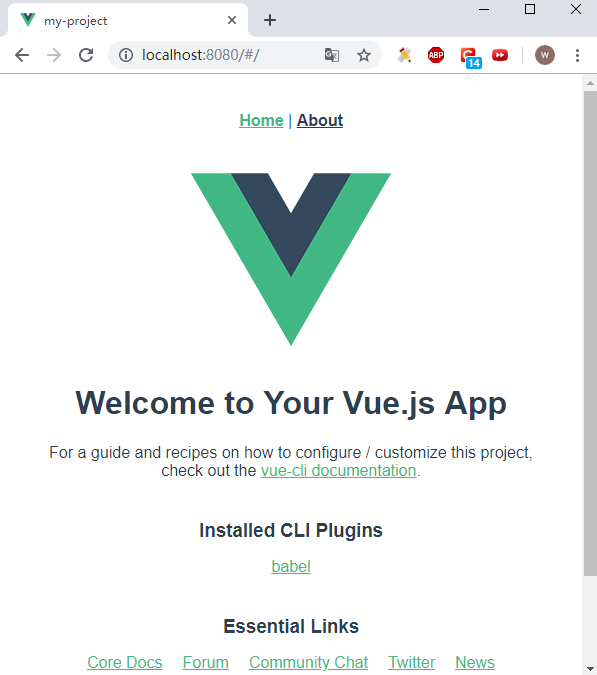 my-project
localhost:8080/#/
ABP
14
W
Home | About
Welcome to Your Vue.js App
For a guide and recipes on how to configure / customize this project,
check out the vue-cli documentation.
Installed CLI Plugins
babel
Essential Links
Core Docs Forum Community Chat Twitter News